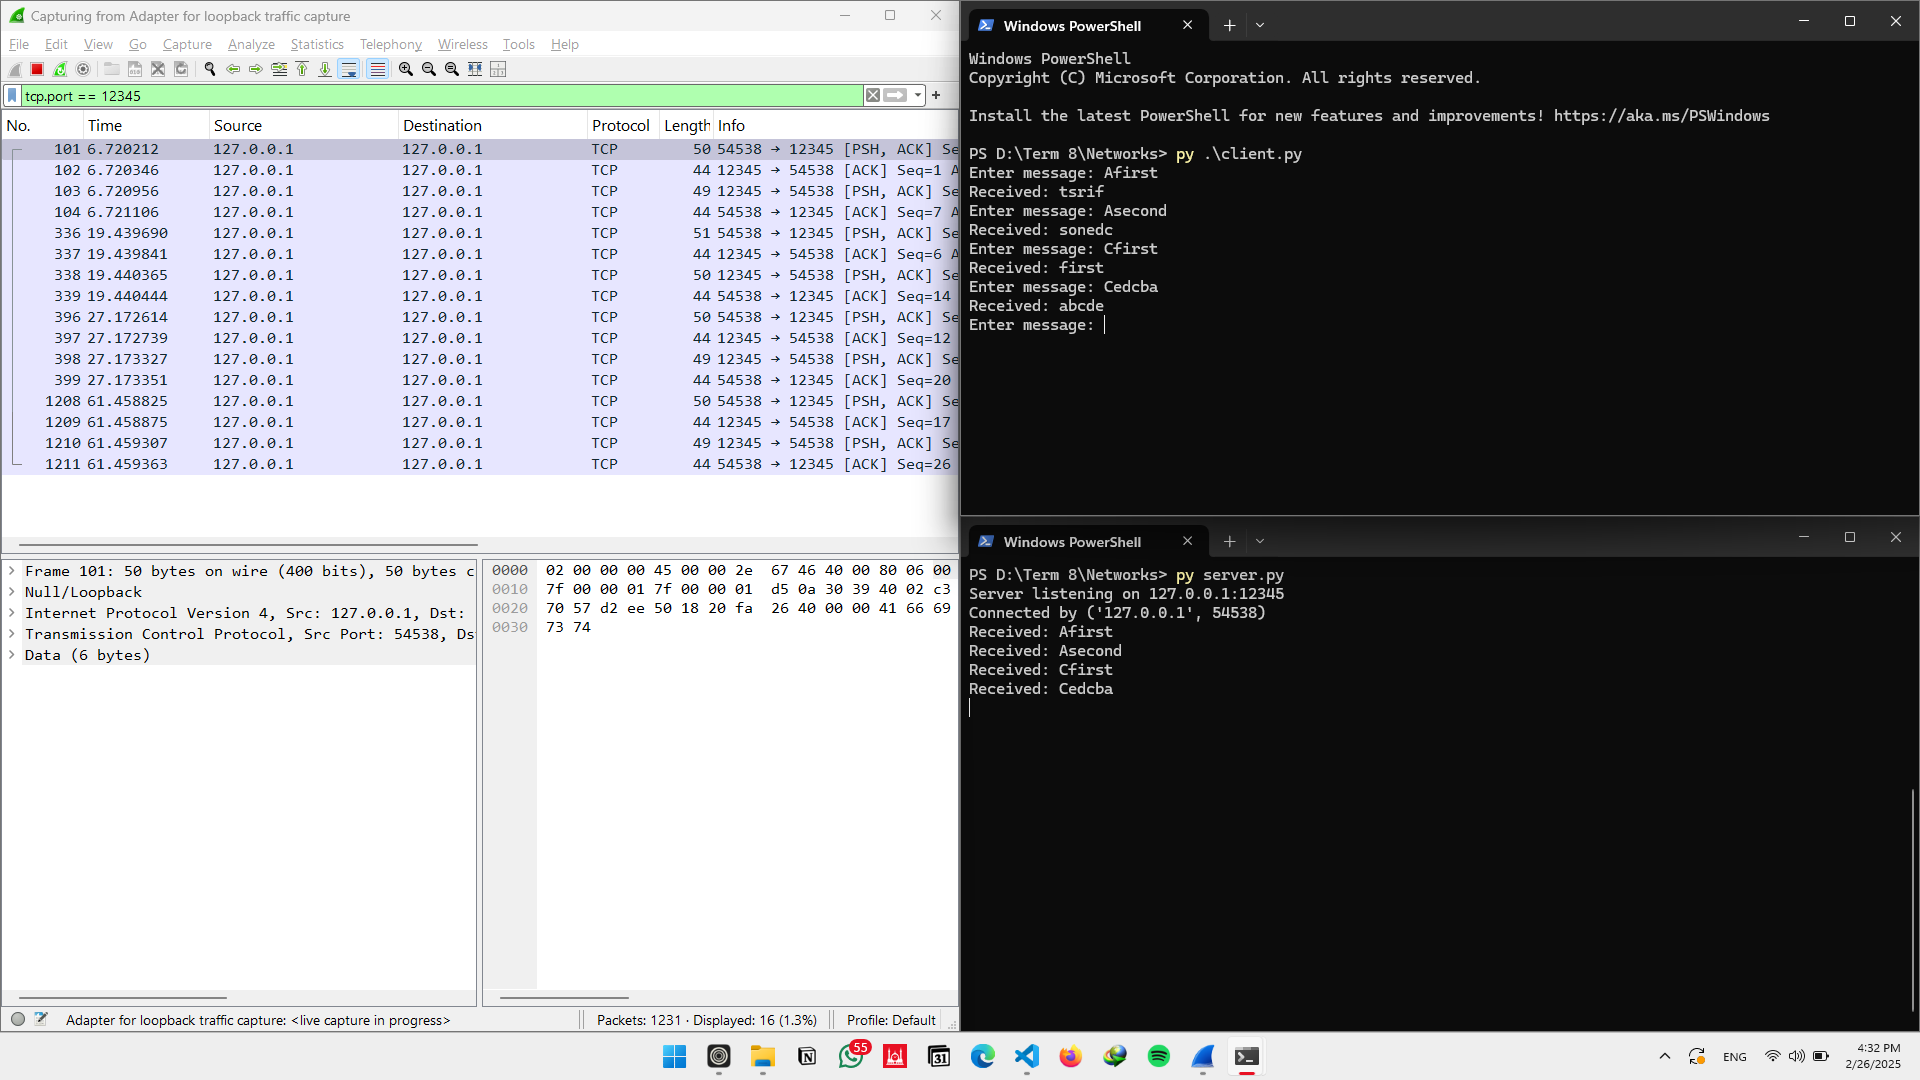 Capturing from Adapter for loopback traffic capture
File Edit View Go Capture Analyze Statistics Telephony Wireless Tools Help
tcp.port == 12345
No. Time Source Destination Protocol Length Info
101 6.720212 127.0.0.1 127.0.0.1 TCP 50 54538 → 12345 [PSH, ACK] Se
102 6.720346 127.0.0.1 127.0.0.1 TCP 44 12345 → 54538 [ACK] Seq=1 A
103 6.720956 127.0.0.1 127.0.0.1 TCP 49 12345 → 54538 [PSH, ACK] Se
104 6.721106 127.0.0.1 127.0.0.1 TCP 44 54538 → 12345 [ACK] Seq=7 A
336 19.439690 127.0.0.1 127.0.0.1 TCP 51 54538 → 12345 [PSH, ACK] Se
337 19.439841 127.0.0.1 127.0.0.1 TCP 44 12345 → 54538 [ACK] Seq=6 A
338 19.440365 127.0.0.1 127.0.0.1 TCP 50 12345 → 54538 [PSH, ACK] Se
339 19.440444 127.0.0.1 127.0.0.1 TCP 44 54538 → 12345 [ACK] Seq=14
396 27.172614 127.0.0.1 127.0.0.1 TCP 50 54538 → 12345 [PSH, ACK] Se
397 27.172739 127.0.0.1 127.0.0.1 TCP 44 12345 → 54538 [ACK] Seq=12
398 27.173327 127.0.0.1 127.0.0.1 TCP 49 12345 → 54538 [PSH, ACK] Se
399 27.173351 127.0.0.1 127.0.0.1 TCP 44 54538 → 12345 [ACK] Seq=20
1208 61.458825 127.0.0.1 127.0.0.1 TCP 50 54538 → 12345 [PSH, ACK] Se
1209 61.458875 127.0.0.1 127.0.0.1 TCP 44 12345 → 54538 [ACK] Seq=17
1210 61.459307 127.0.0.1 127.0.0.1 TCP 49 12345 → 54538 [PSH, ACK] Se
1211 61.459363 127.0.0.1 127.0.0.1 TCP 44 54538 → 12345 [ACK] Seq=26
Frame 101: 50 bytes on wire (400 bits), 50 bytes c
Null/Loopback
Internet Protocol Version 4, Src: 127.0.0.1, Dst:
Transmission Control Protocol, Src Port: 54538, Ds
Data (6 bytes)
0000 02 00 00 00 45 00 00 2e 67 46 40 00 80 06 00
0010 7f 00 00 01 7f 00 00 01 d5 0a 30 39 40 02 c3
0020 70 57 d2 ee 50 18 20 fa 26 40 00 00 41 66 69
0030 73 74
Adapter for loopback traffic capture: <live capture in progress>
Packets: 1231 · Displayed: 16 (1.3%)
Profile: Default
Windows PowerShell
Windows PowerShell
Copyright (C) Microsoft Corporation. All rights reserved.
Install the latest PowerShell for new features and improvements! https://aka.ms/PSWindows
PS D:\Term 8\Networks> py .\client.py
Enter message: Afirst
Received: tsrif
Enter message: Asecond
Received: sonedc
Enter message: Cfirst
Received: first
Enter message: Cedcba
Received: abcde
Enter message:
Windows PowerShell
PS D:\Term 8\Networks> py server.py
Server listening on 127.0.0.1:12345
Connected by ('127.0.0.1', 54538)
Received: Afirst
Received: Asecond
Received: Cfirst
Received: Cedcba
55
31
ENG
4:32 PM
2/26/2025